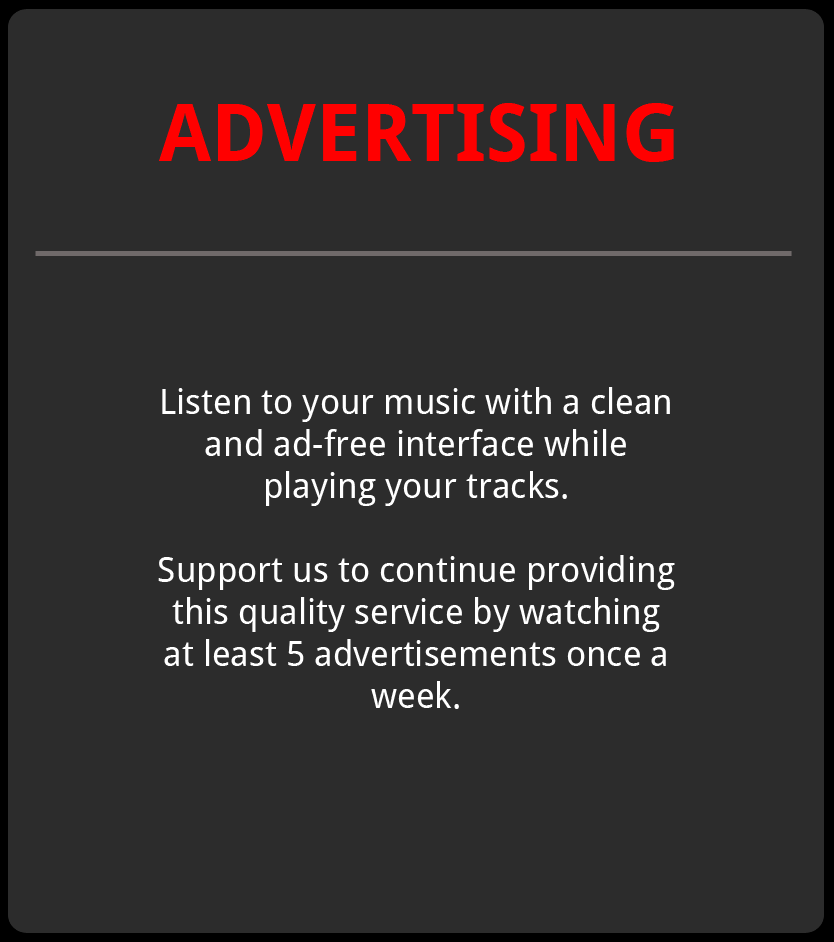 ADVERTISING
Listen to your music with a clean
and ad-free interface while
playing your tracks.
Support us to continue providing
this quality service by watching
at least 5 advertisements once a
week.